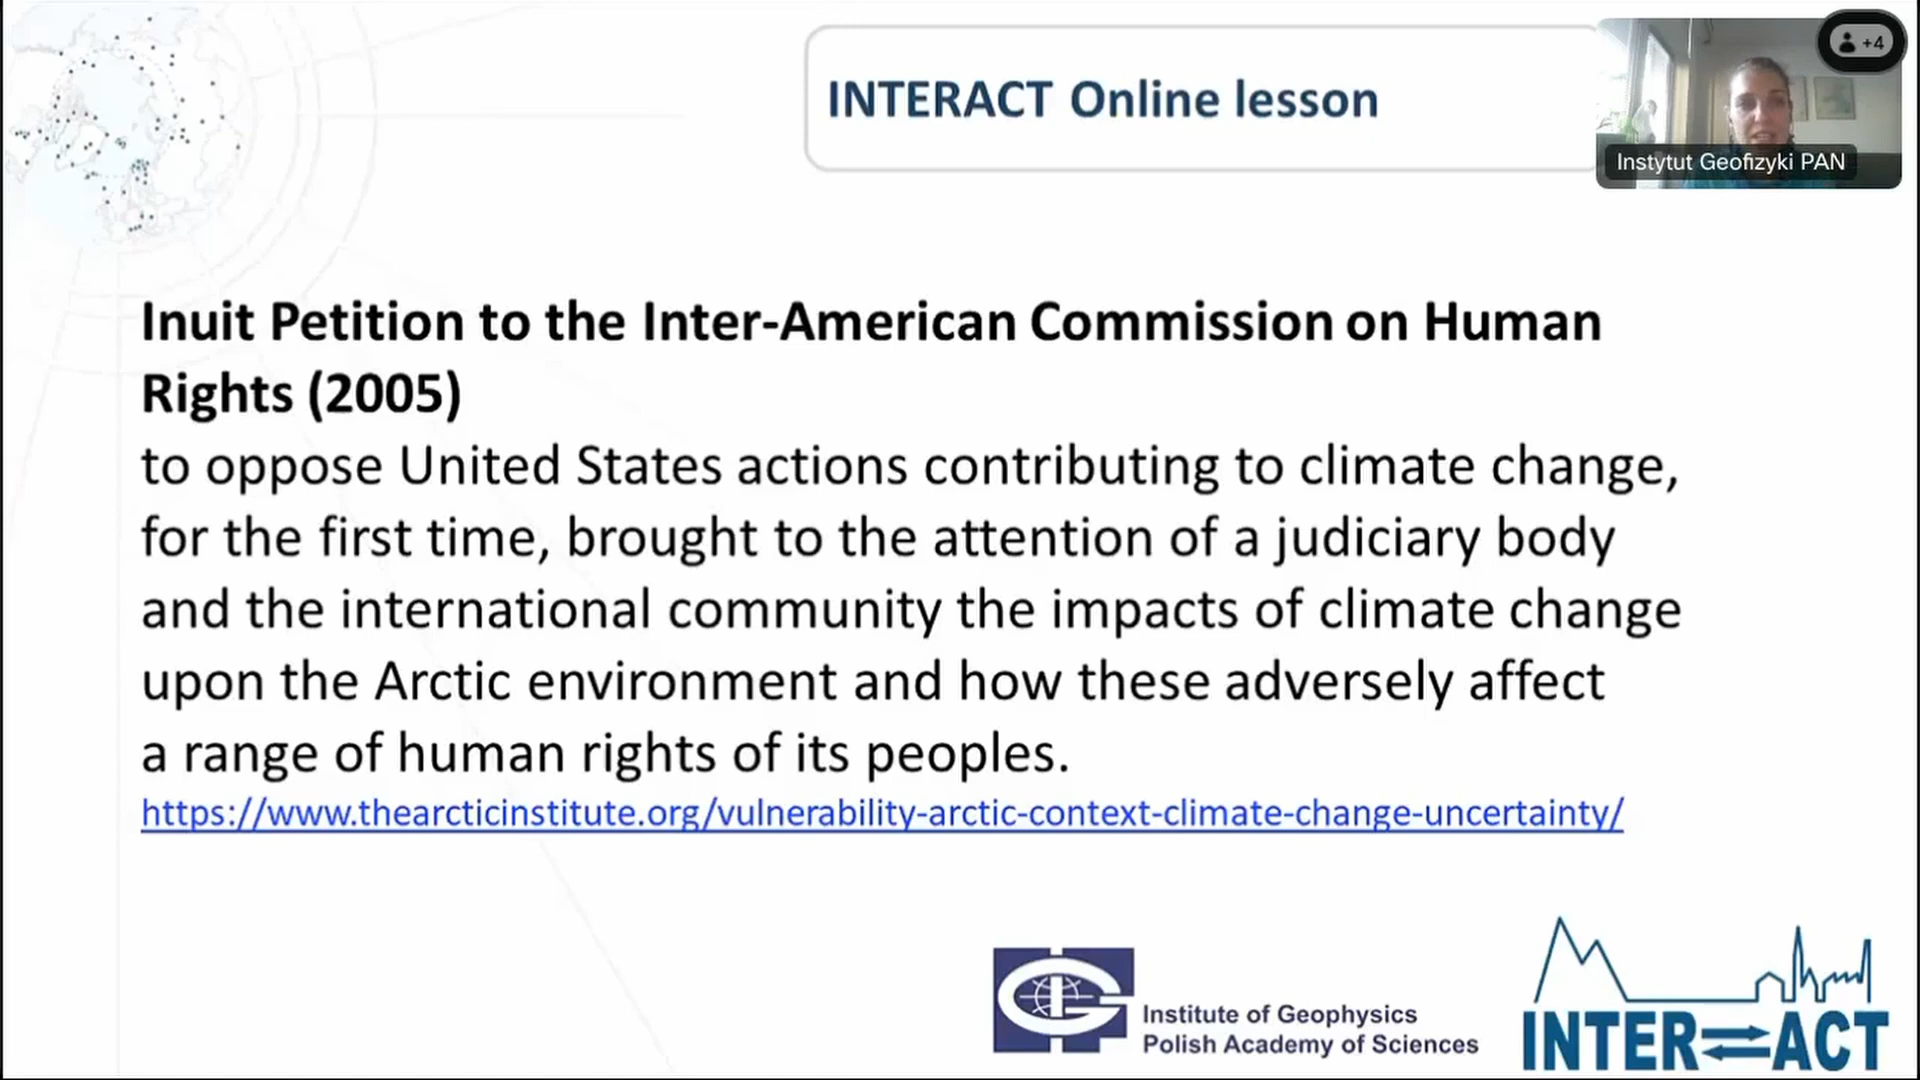 INTERACT Online lesson
+4
Instytut Geofizyki PAN
Inuit Petition to the Inter-American Commission on Human
Rights (2005)
to oppose United States actions contributing to climate change,
for the first time, brought to the attention of a judiciary body
and the international community the impacts of climate change
upon the Arctic environment and how these adversely affect
a range of human rights of its peoples.
https://www.thearcticinstitute.org/vulnerability-arctic-context-climate-change-uncertainty/
Institute of Geophysics
Polish Academy of Sciences
INTER⇄ACT